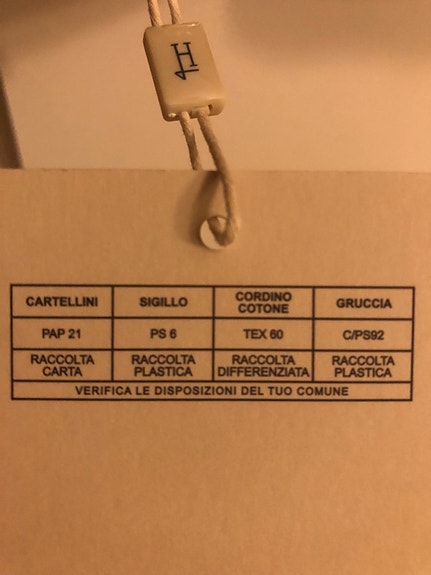 H
CARTELLINI SIGILLO CORDINO COTONE GRUCCIA
PAP 21 PS 6 TEX 60 C/PS92
RACCOLTA CARTA RACCOLTA PLASTICA RACCOLTA DIFFERENZIATA RACCOLTA PLASTICA
VERIFICA LE DISPOSIZIONI DEL TUO COMUNE